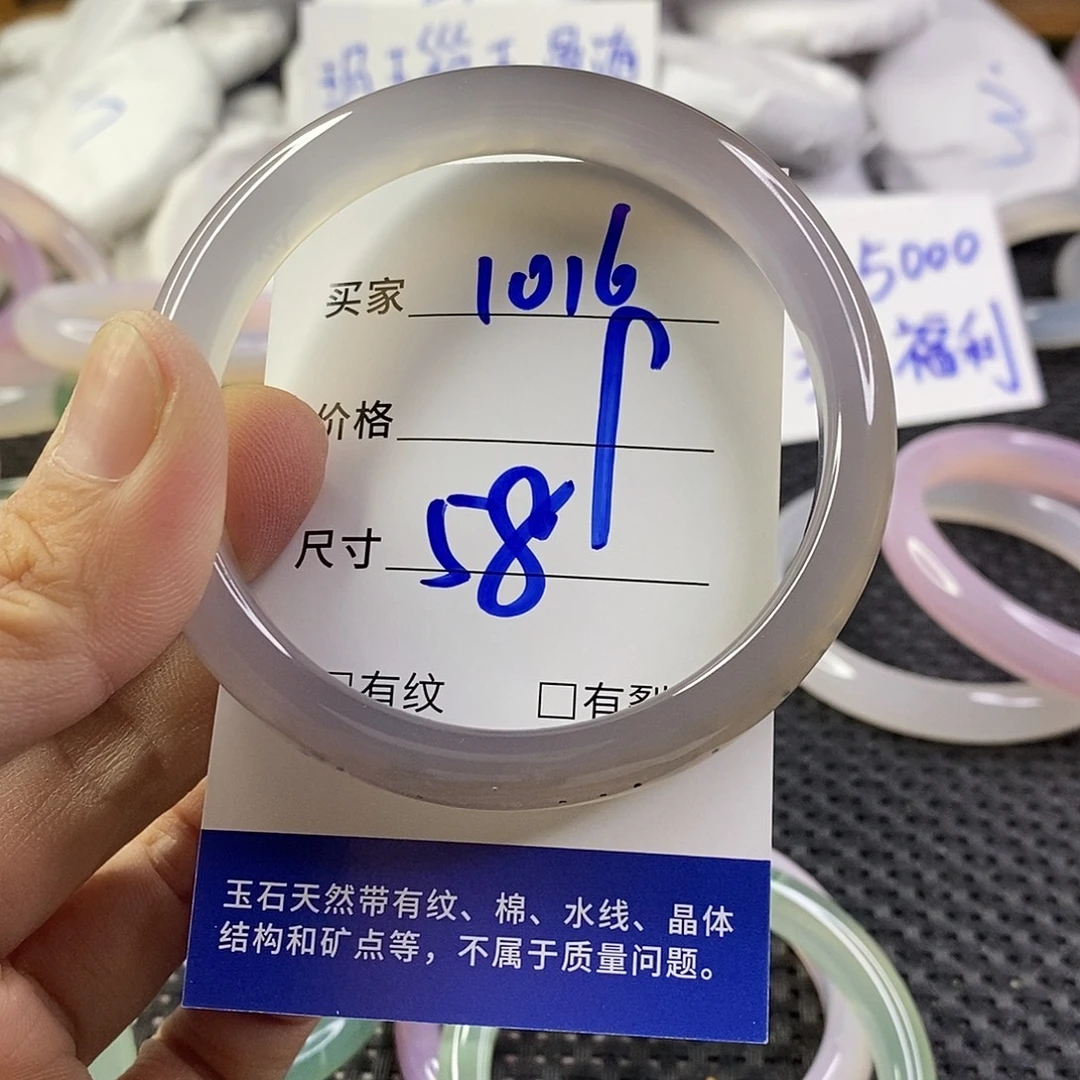 5000
福利
买家 1016
价格
尺寸 58
有纹 □有裂
玉石天然带有纹、棉、水线、晶体
结构和矿点等，不属于质量问题。